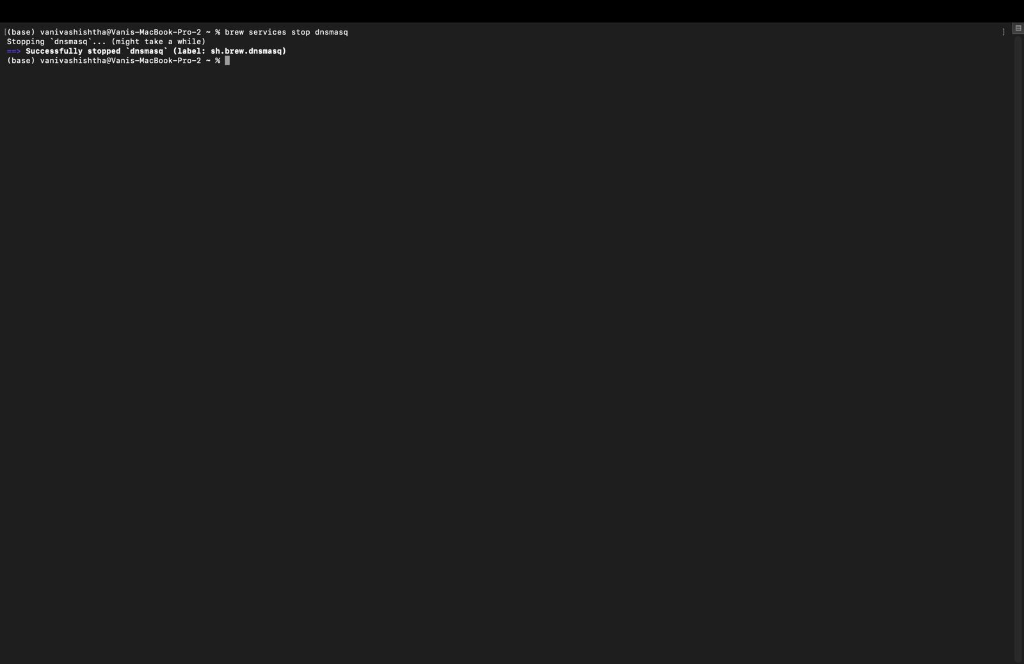 (base) vanivashishtha@Vanis-MacBook-Pro-2 ~ % brew services stop dnsmasq
Stopping `dnsmasq`... (might take a while)
==> Successfully stopped `dnsmasq` (label: sh.brew.dnsmasq)
(base) vanivashishtha@Vanis-MacBook-Pro-2 ~ %